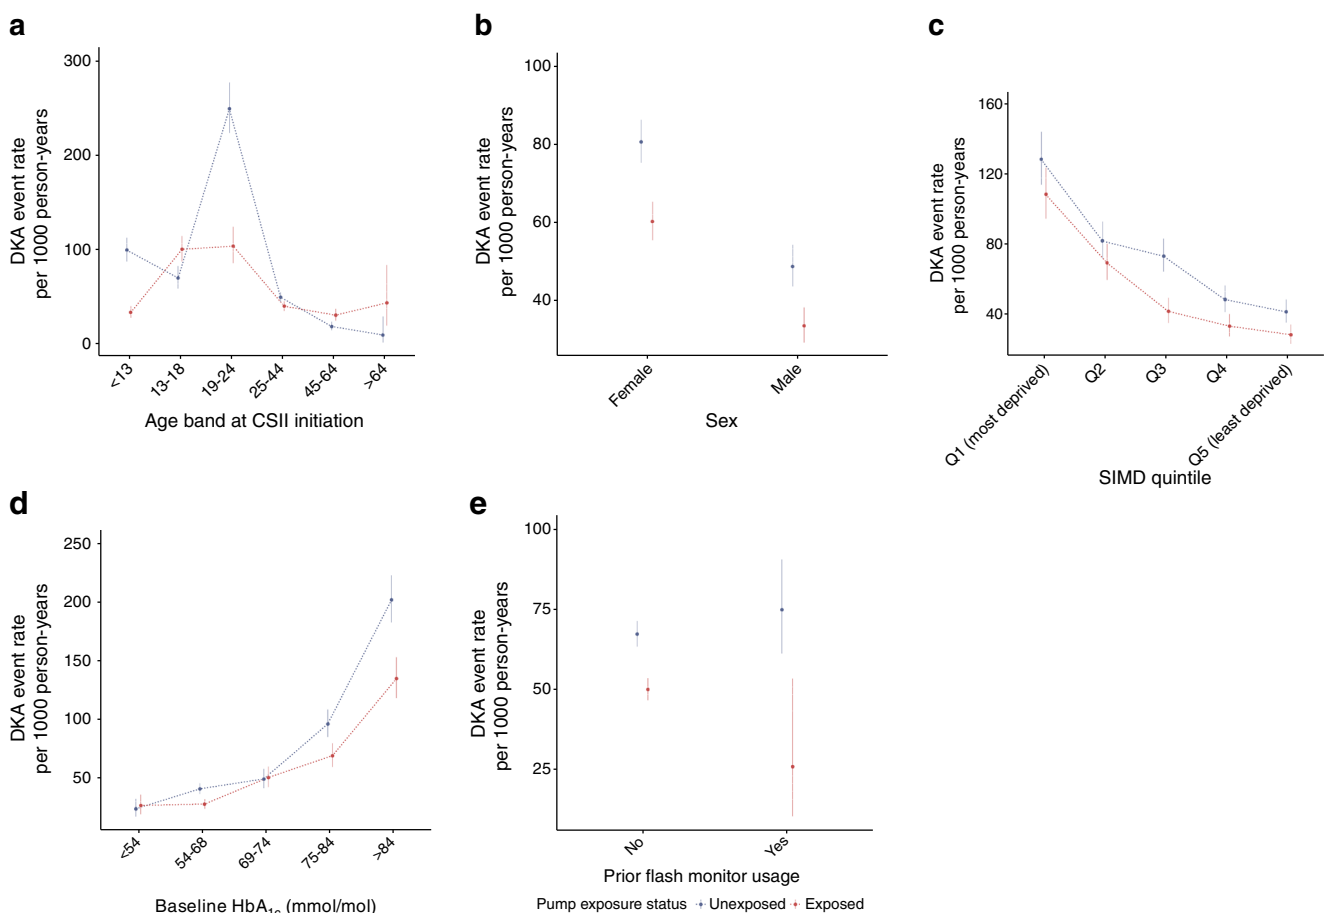 a
DKA event rate
per 1000 person-years
300
200
100
0
<13
13-18
19-24
25-44
45-64
>64
Age band at CSII initiation
b
DKA event rate
per 1000 person-years
100
80
60
40
Female
Male
Sex
c
DKA event rate
per 1000 person-years
160
120
80
40
Q1 (most deprived)
Q2
Q3
Q4
Q5 (least deprived)
SIMD quintile
d
DKA event rate
per 1000 person-years
250
200
150
100
50
<54
54-68
69-74
75-84
>84
Baseline HbA1c (mmol/mol)
e
DKA event rate
per 1000 person-years
100
75
50
25
No
Yes
Prior flash monitor usage
Pump exposure status Unexposed Exposed